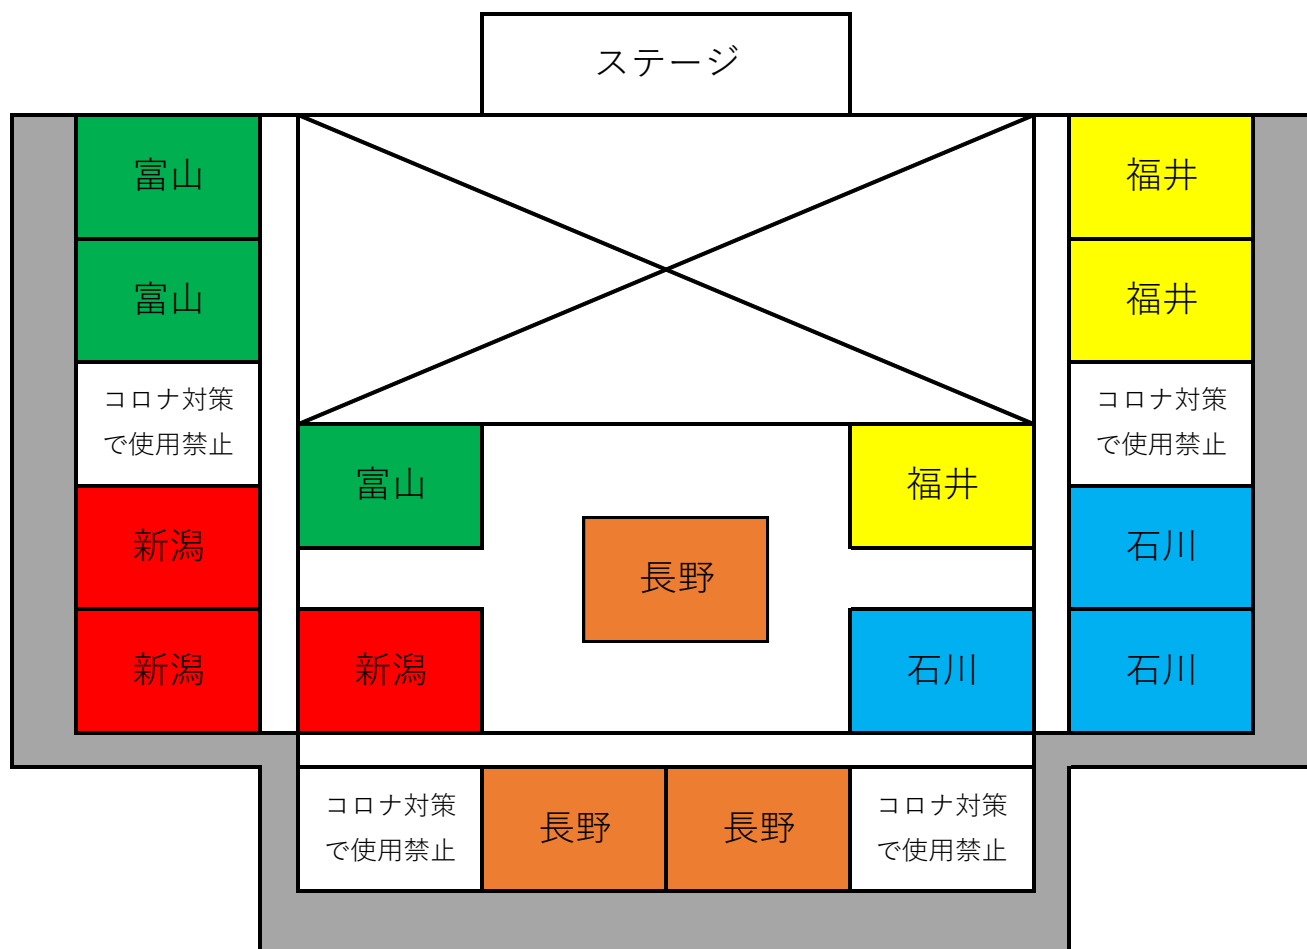 ステージ
富山
福井
富山
福井
コロナ対策
で使用禁止
コロナ対策
で使用禁止
富山
福井
新潟
長野
石川
新潟
新潟
石川
石川
コロナ対策
で使用禁止
長野
長野
コロナ対策
で使用禁止